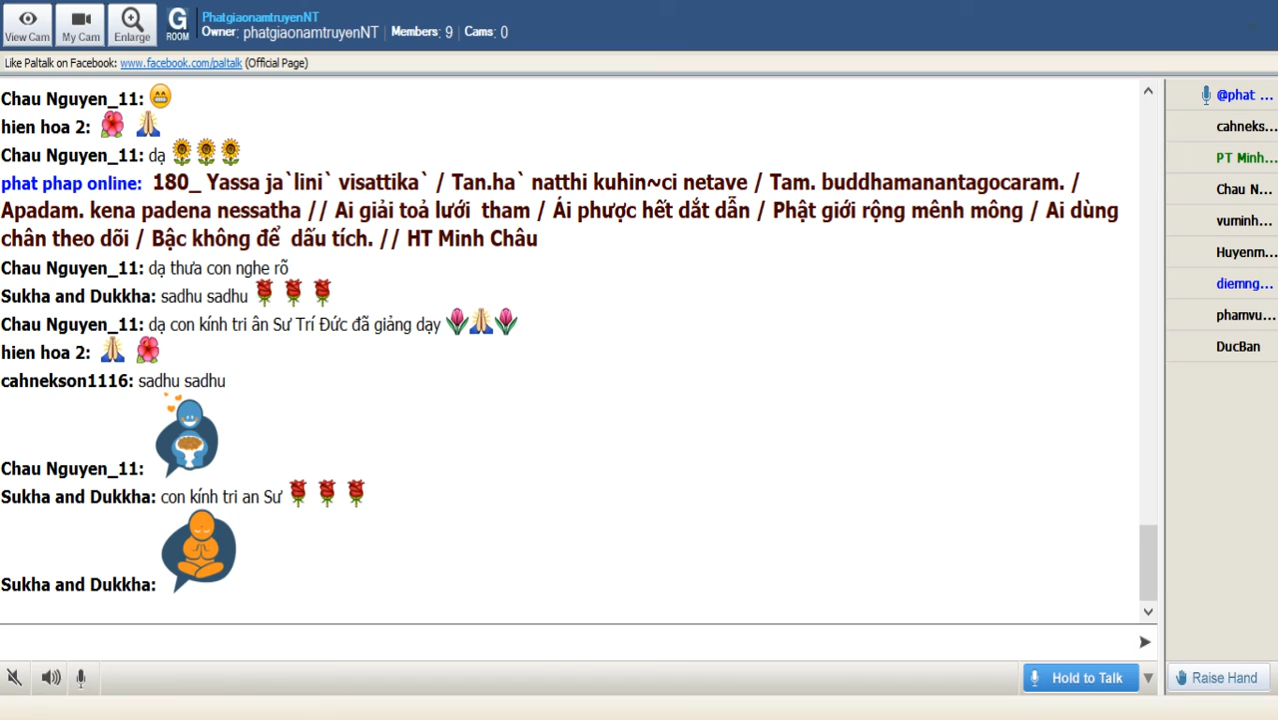 View Cam
My Cam
Enlarge
G
ROOM
PhatgiaonamtruyenNT
Owner: phatgiaonamtruyenNT | Members: 9 | Cams: 0
Like Paltalk on Facebook: www.facebook.com/paltalk (Official Page)
Chau Nguyen_11:
hien hoa 2:
Chau Nguyen_11: dạ
phat phap online: 180_ Yassa ja`lini` visattika` / Tan.ha` natthi kuhin~ci netave / Tam. buddhamanantagocaram. /
Apadam. kena padena nessatha // Ai giải toả lưới tham / Ái phược hết dắt dẫn / Phật giới rộng mênh mông / Ai dùng
chân theo dõi / Bậc không để dấu tích. // HT Minh Châu
Chau Nguyen_11: dạ thưa con nghe rõ
Sukha and Dukkha: sadhu sadhu
Chau Nguyen_11: dạ con kính tri ân Sư Trí Đức đã giảng dạy
hien hoa 2:
cahnekson1116: sadhu sadhu
Chau Nguyen_11:
Sukha and Dukkha: con kính tri an Sư
Sukha and Dukkha:
@phat ...
cahneks...
PT Minh...
Chau N...
vuminh...
Huyenm...
diemng...
phamvu...
DucBan
Hold to Talk
Raise Hand